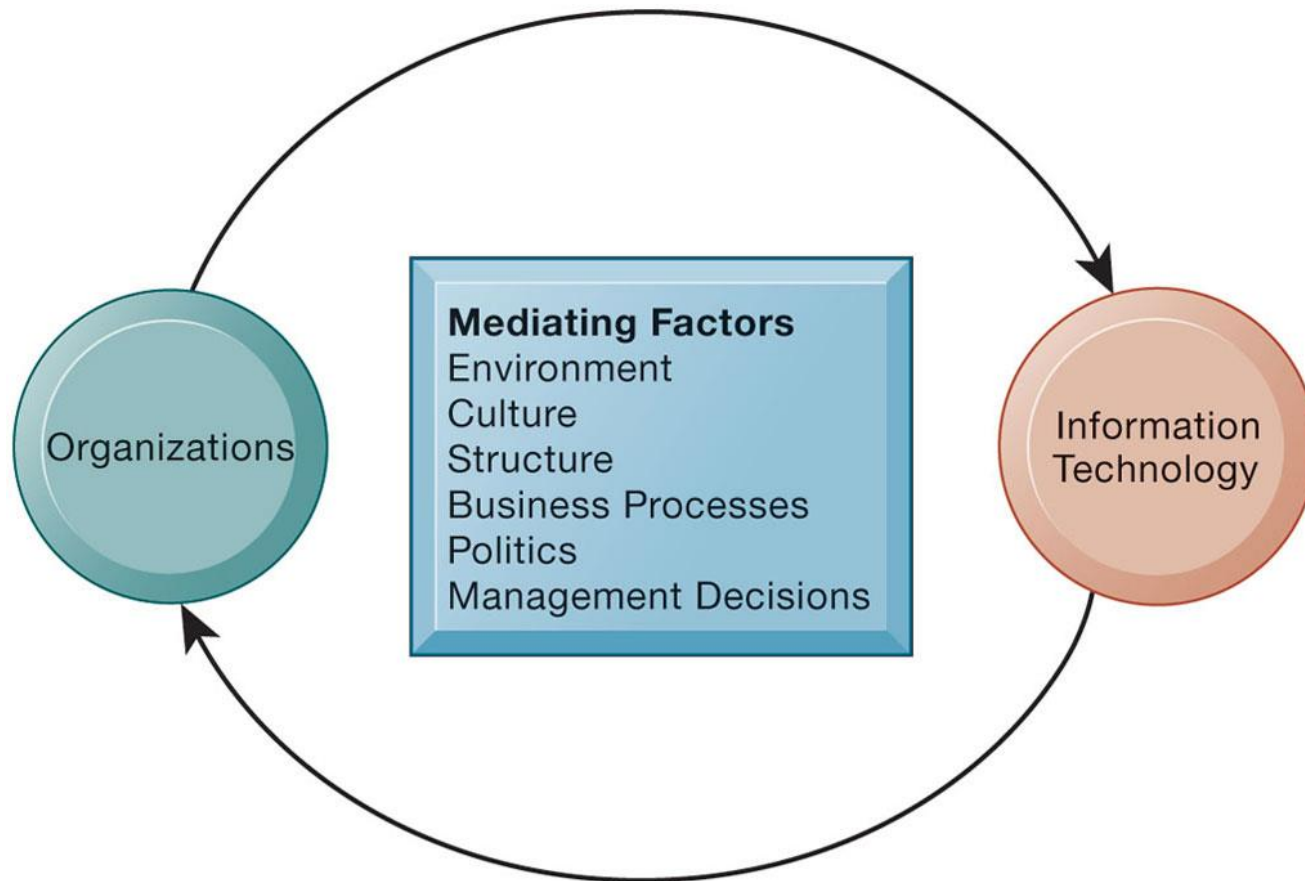 Organizations
Mediating Factors
Environment
Culture
Structure
Business Processes
Politics
Management Decisions
Information
Technology